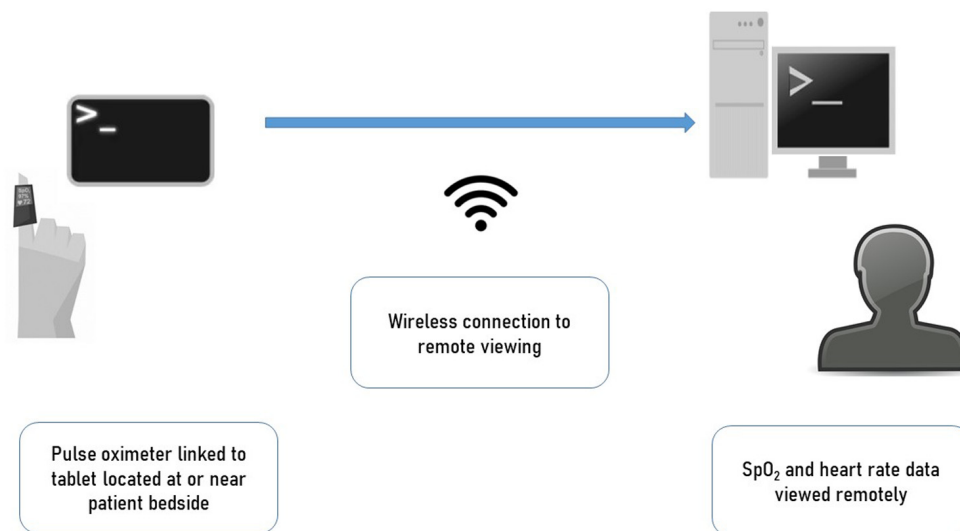 >_
>_
Wireless connection to
remote viewing
Pulse oximeter linked to
tablet located at or near
patient bedside
SpO₂ and heart rate data
viewed remotely